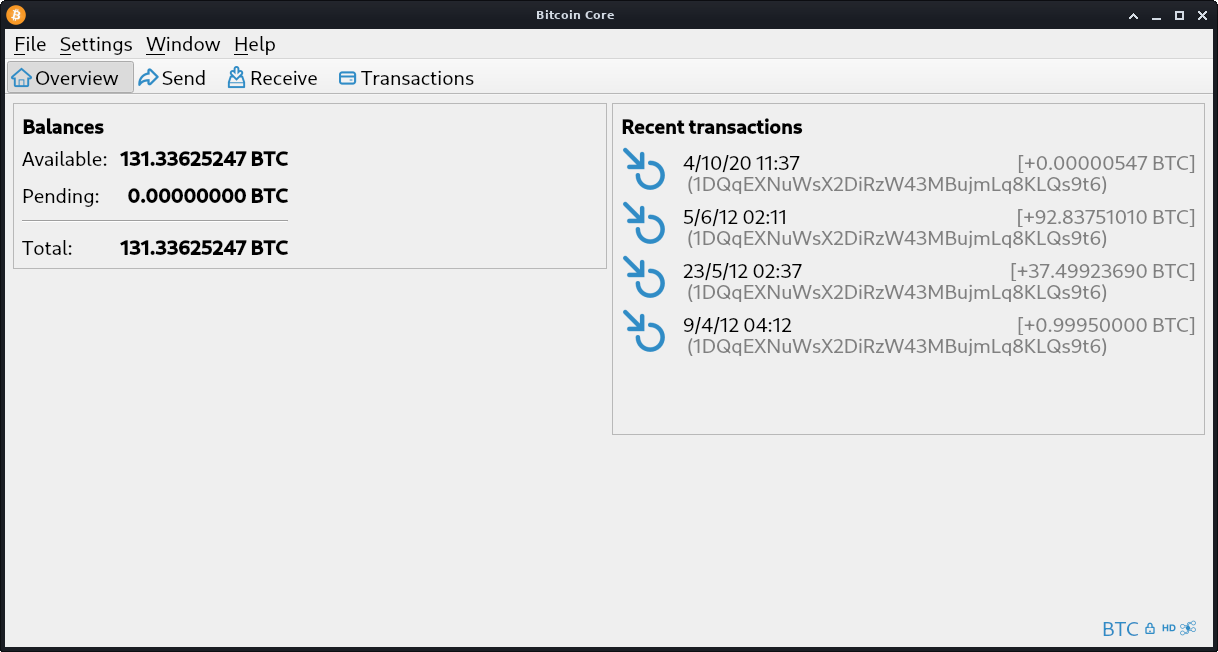 Bitcoin Core
File Settings Window Help
Overview Send Receive Transactions
Balances
Available: 131.33625247 BTC
Pending: 0.00000000 BTC
Total: 131.33625247 BTC
Recent transactions
4/10/20 11:37 [+0.00000547 BTC]
(1DQqEXNuWsX2DiRzW43MBujmLq8KLQs9t6)
5/6/12 02:11 [+92.83751010 BTC]
(1DQqEXNuWsX2DiRzW43MBujmLq8KLQs9t6)
23/5/12 02:37 [+37.49923690 BTC]
(1DQqEXNuWsX2DiRzW43MBujmLq8KLQs9t6)
9/4/12 04:12 [+0.99950000 BTC]
(1DQqEXNuWsX2DiRzW43MBujmLq8KLQs9t6)
BTC HD